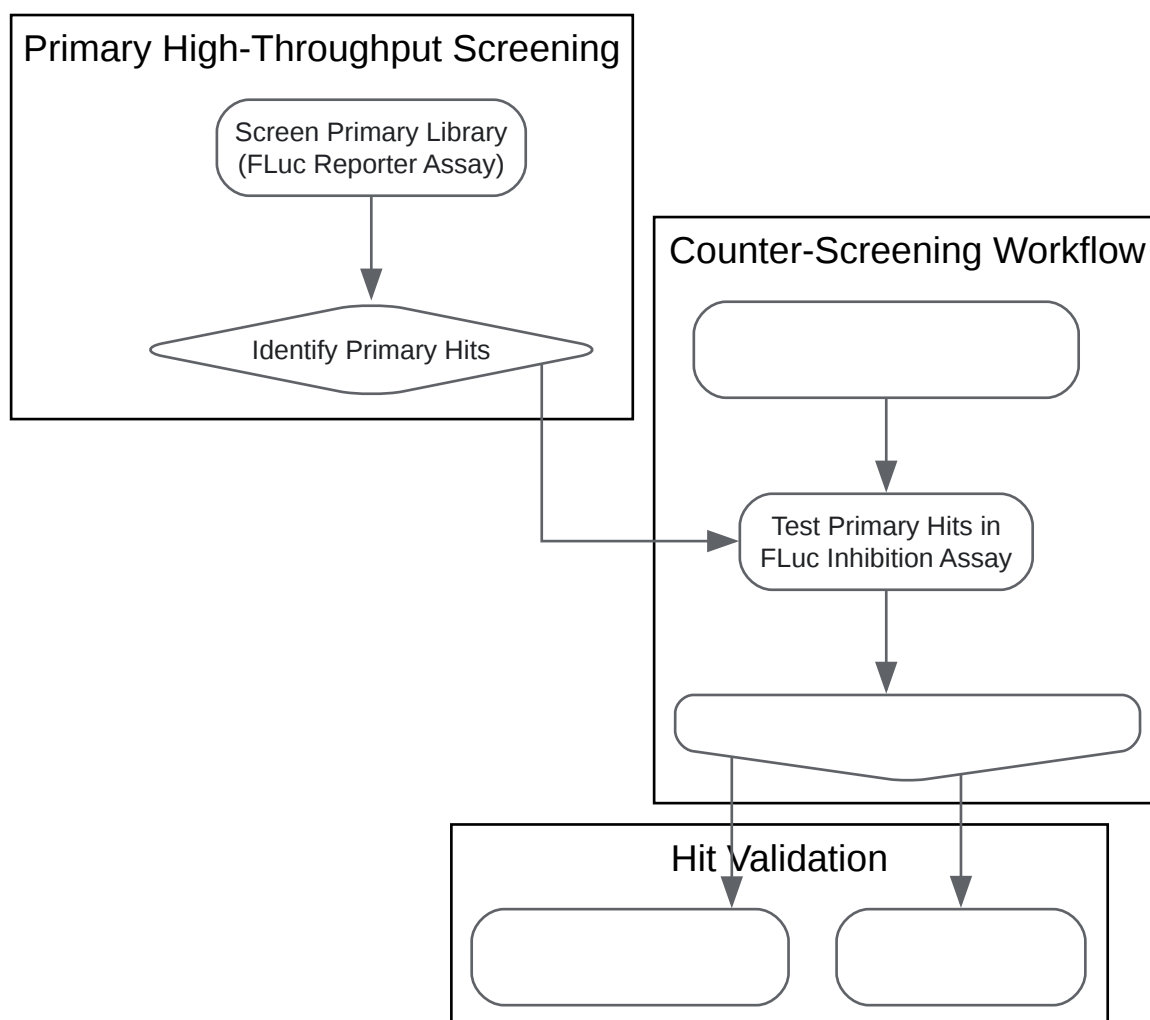 Primary High-Throughput Screening
Screen Primary Library
(FLuc Reporter Assay)
Identify Primary Hits
Counter-Screening Workflow
Test Primary Hits in
FLuc Inhibition Assay
Hit Validation